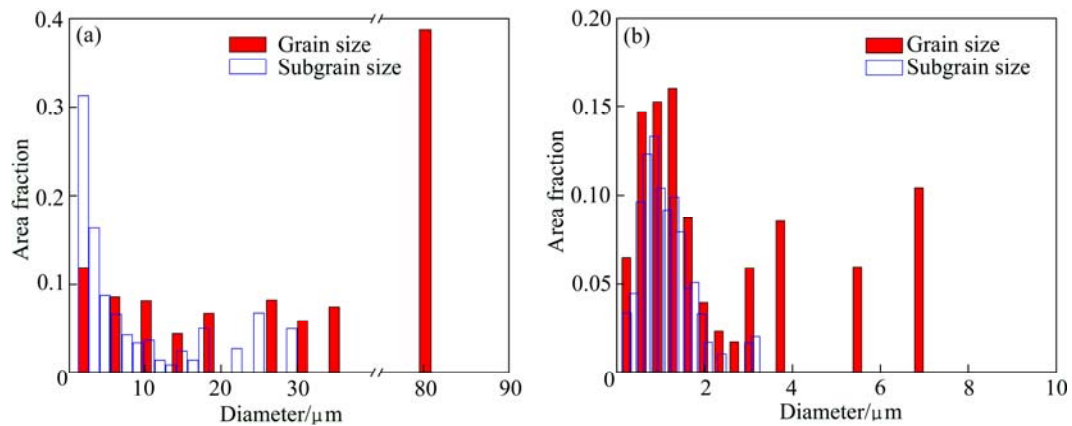 (a)
Grain size
Subgrain size
0.4
0.3
0.2
0.1
0
10
20
30
80
90
Area fraction
Diameter/μm
(b)
Grain size
Subgrain size
0.20
0.15
0.10
0.05
0
2
4
6
8
10
Area fraction
Diameter/μm